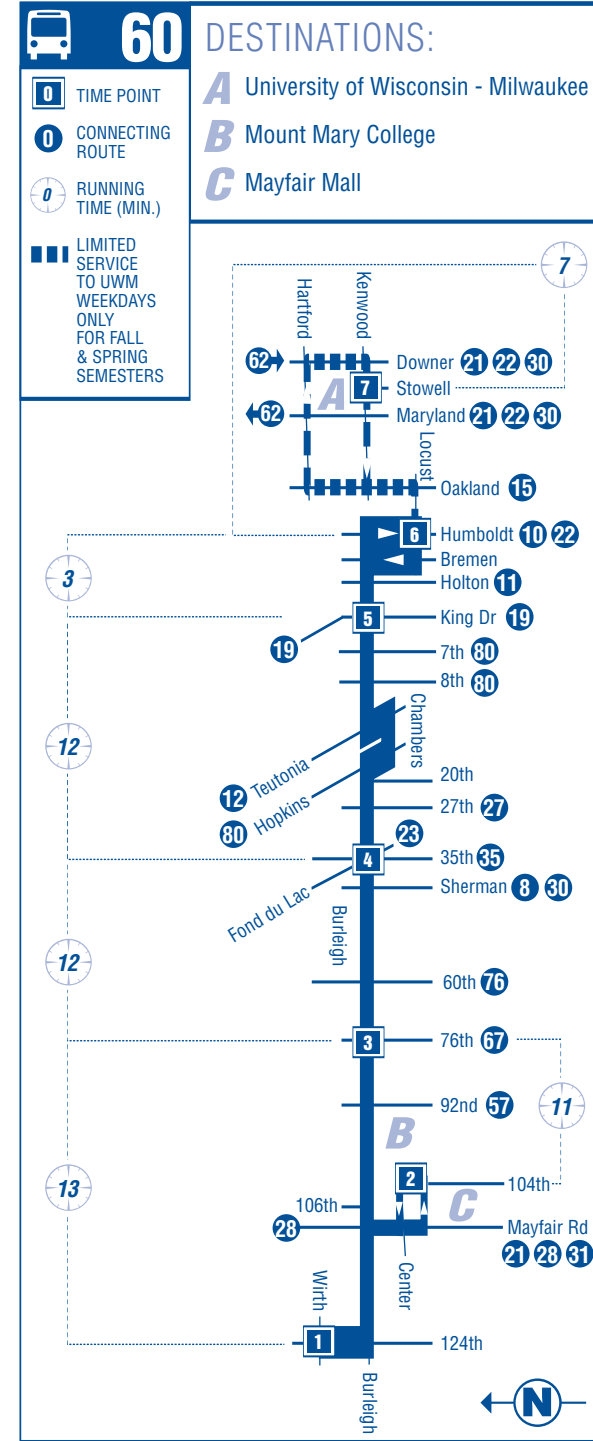 60
DESTINATIONS:
A University of Wisconsin - Milwaukee
B Mount Mary College
C Mayfair Mall
0 TIME POINT
0 CONNECTING
ROUTE
0 RUNNING
TIME (MIN.)
LIMITED
SERVICE
TO UWM
WEEKDAYS
ONLY
FOR FALL
& SPRING
SEMESTERS
7
Hartford
Kenwood
62
Downer 21 22 30
A
7
Stowell
62
Maryland 21 22 30
Locust
Oakland 15
6
Humboldt 10 22
Bremen
3
Holton 11
5
King Dr 19
19
7th 80
8th 80
Chambers
12
12 Teutonia
80 Hopkins
20th
27th 27
23
4
35th 35
Fond du Lac
Sherman 8 30
Burleigh
12
60th 76
3
76th 67
92nd 57
11
B
13
2
104th
106th
C
28
Mayfair Rd
21 28 31
Center
Wirth
1
124th
Burleigh
N